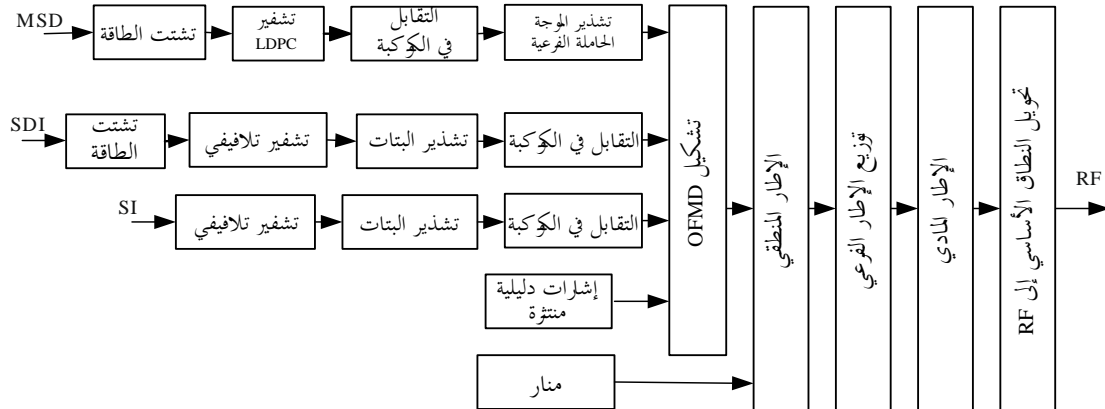 MSD
تشتت الطاقة
تشفير
LDPC
التقابل
في الكوكبة
تشذير الموجة
الحاملة الفرعية
SDI
تشتت
الطاقة
تشفير تلافيفي
تشذير البتات
التقابل في الكوكبة
SI
تشفير تلافيفي
تشذير البتات
التقابل في الكوكبة
إشارات دليلية
منتثرة
منار
تشكيل OFMD
الإطار المنطقي
توزيع الإطار الفرعي
الإطار المادي
تحويل النطاق الأساسي إلى RF
RF